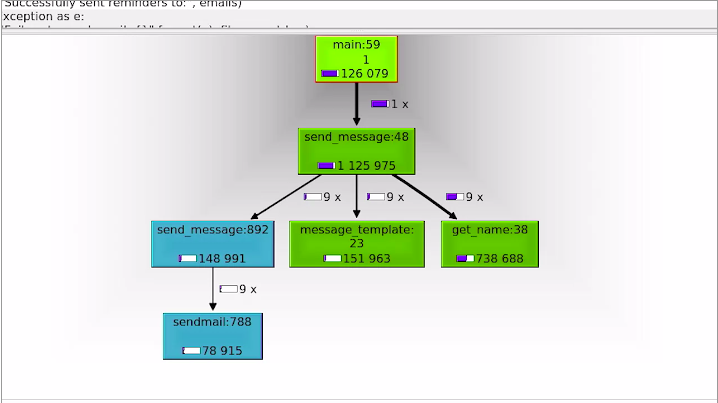 Successfully sent reminders to: , emails)
xception as e:
main:59
1
126 079
1 x
send_message:48
1 125 975
9 x
9 x
9 x
send_message:892
148 991
message_template:
23
151 963
get_name:38
738 688
9 x
sendmail:788
78 915